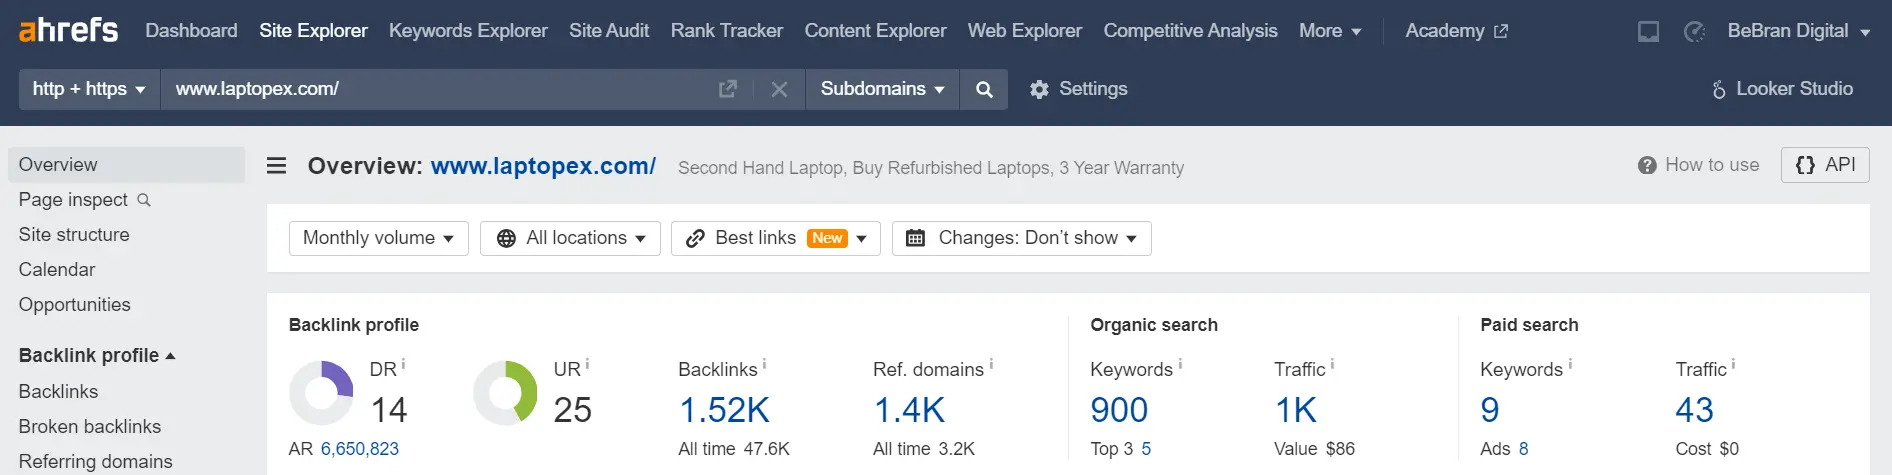 ahrefs Dashboard Site Explorer Keywords Explorer Site Audit Rank Tracker Content Explorer Web Explorer Competitive Analysis More Academy BeBran Digital
http + https www.laptopex.com/ Subdomains Settings Looker Studio
Overview
Page inspect
Site structure
Calendar
Opportunities
Backlink profile
Backlinks
Broken backlinks
Referring domains
Overview: www.laptopex.com/ Second Hand Laptop, Buy Refurbished Laptops, 3 Year Warranty How to use {} API
Monthly volume All locations Best links New Changes: Don't show
Backlink profile
DR i
14
AR 6,650,823
UR i
25
Backlinks i
1.52K
All time 47.6K
Ref. domains i
1.4K
All time 3.2K
Organic search
Keywords i
900
Top 3 5
Traffic i
1K
Value $86
Paid search
Keywords i
9
Ads 8
Traffic i
43
Cost $0